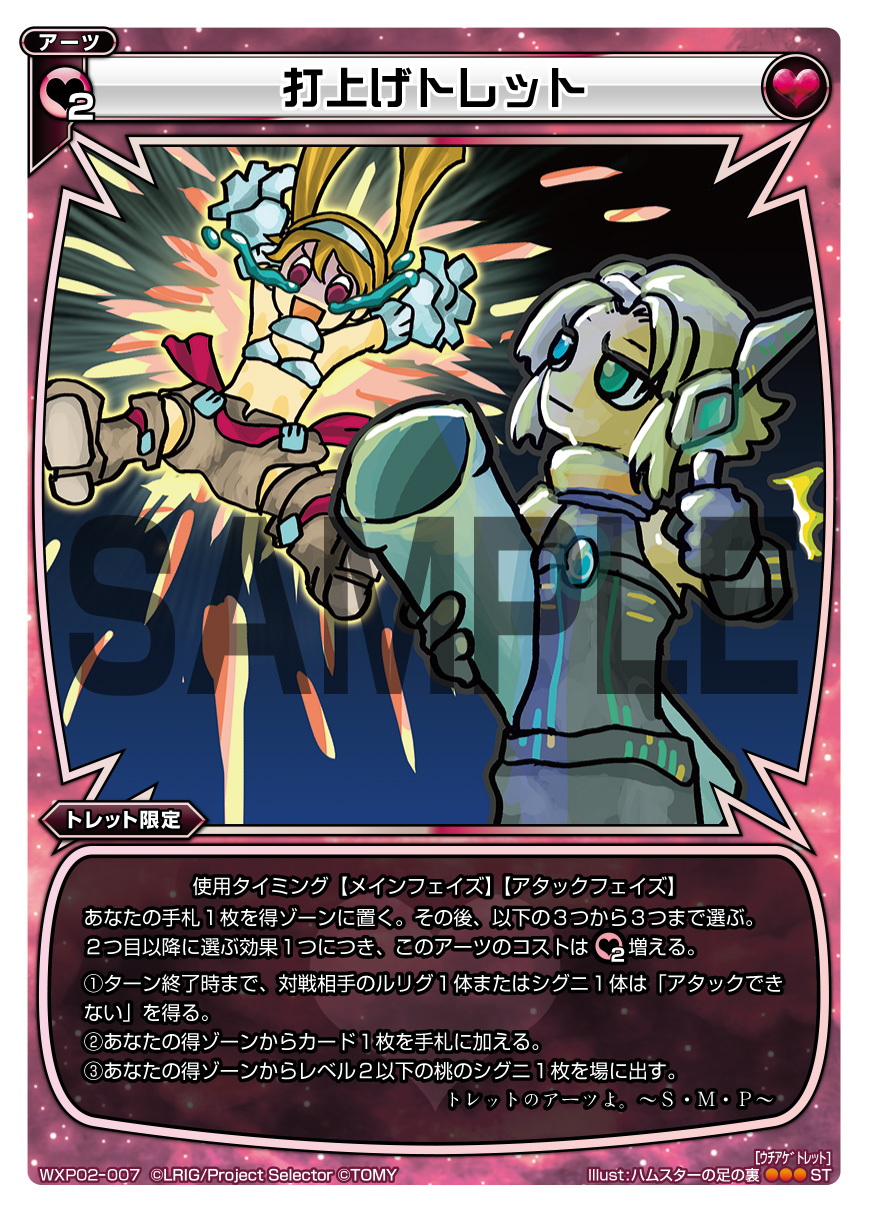 アーツ
2
打上げトレット
SAMPLE
トレット限定
使用タイミング【メインフェイズ】【アタックフェイズ】
あなたの手札1枚を得ゾーンに置く。その後、以下の3つから3つまで選ぶ。
2つ目以降に選ぶ効果1つにつき、このアーツのコストは2増える。
①ターン終了時まで、対戦相手のルリグ1体またはシグニ1体は「アタックでき
ない」を得る。
②あなたの得ゾーンからカード1枚を手札に加える。
③あなたの得ゾーンからレベル2以下の桃のシグニ1枚を場に出す。
トレットのアーツよ。～S・M・P～
[ウチアゲトレット]
WXP02-007 ©LRIG/Project Selector ©TOMY Illust:ハムスターの足の裏 ST